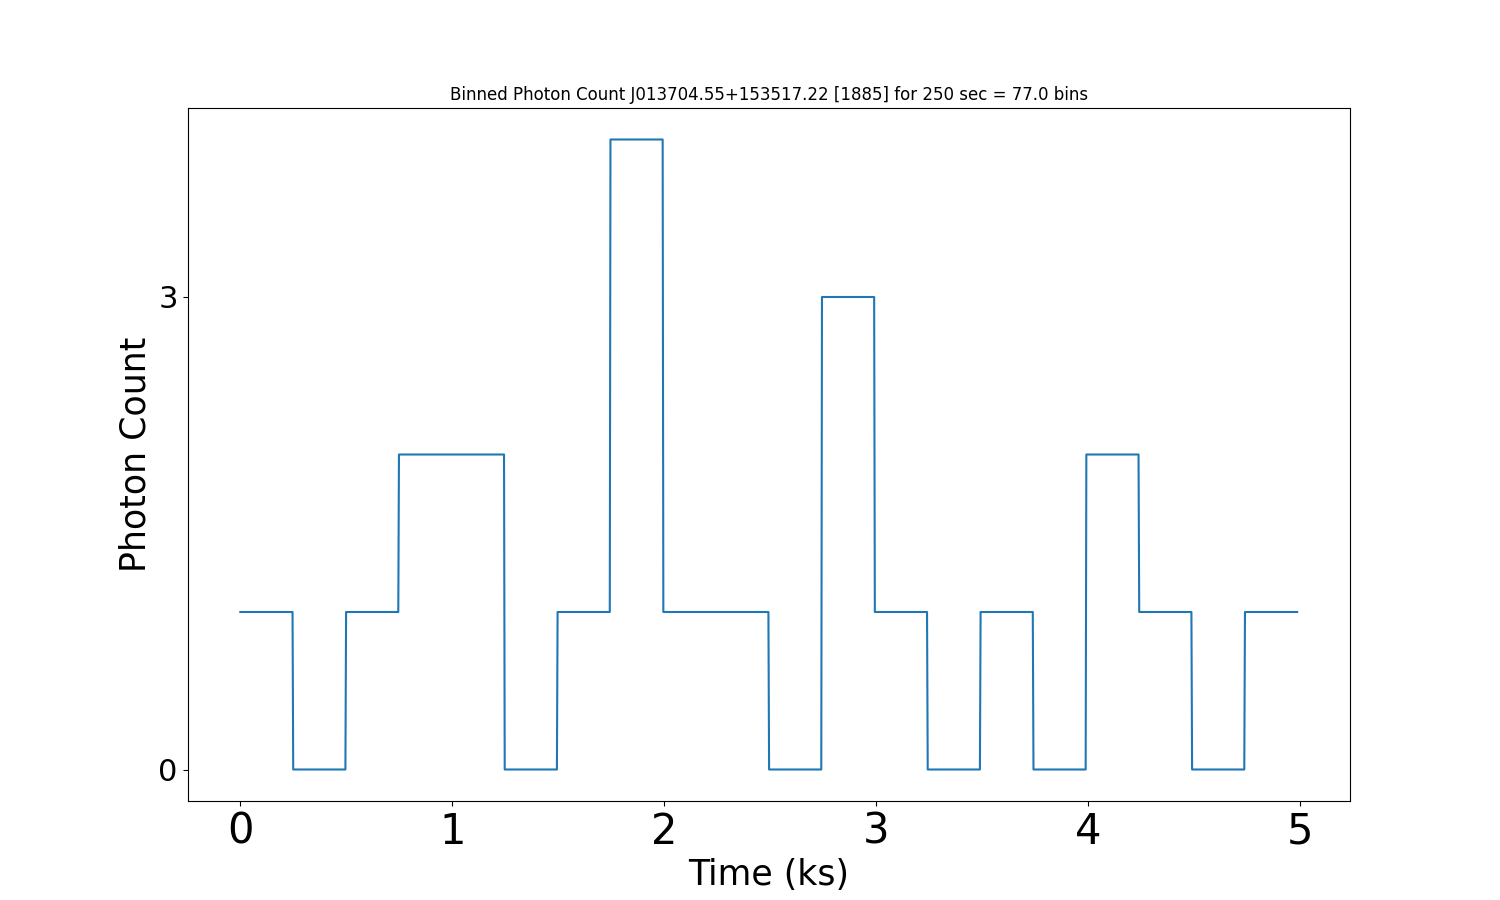 Binned Photon Count J013704.55+153517.22 [1885] for 250 sec = 77.0 bins
Photon Count
3
0
0 1 2 3 4 5
Time (ks)